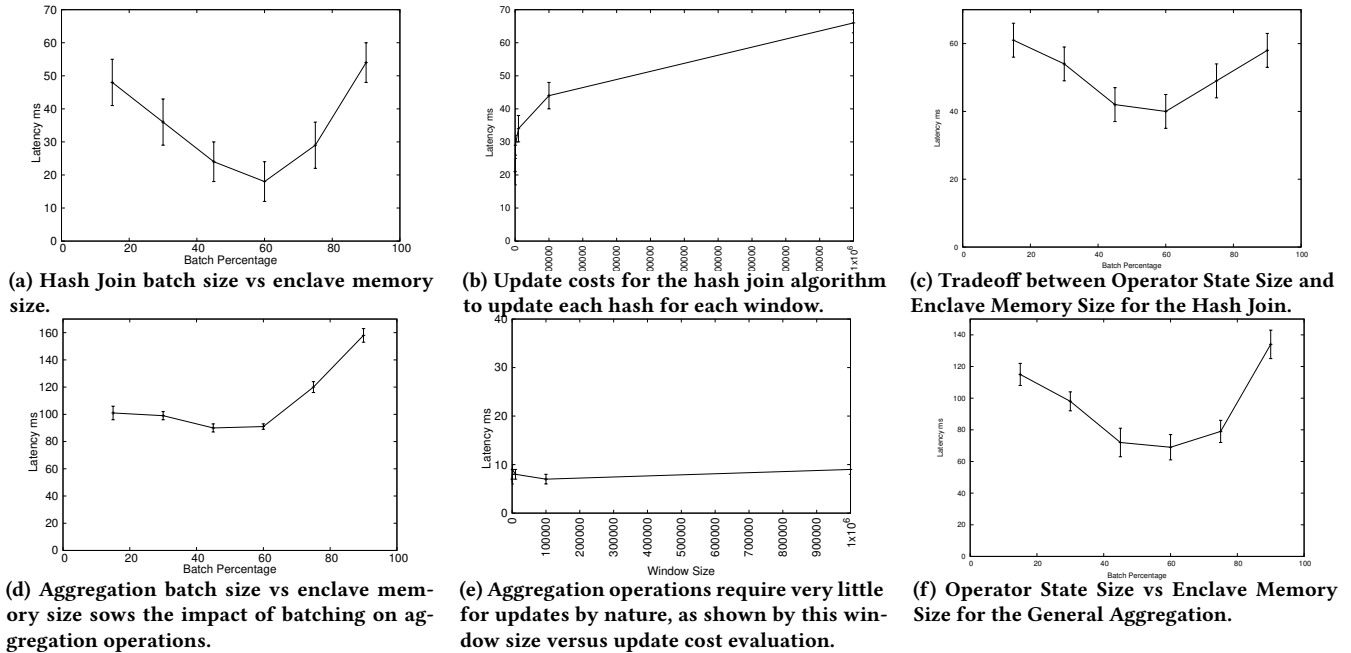 70
60
50
40
30
20
10
0
Latency ms
0 20 40 60 80 100
Batch Percentage
(a) Hash Join batch size vs enclave memory
size.
70
60
50
40
30
20
10
0
Latency ms
0
1x10^6
(b) Update costs for the hash join algorithm
to update each hash for each window.
60
40
20
0
Latency ms
0 20 40 60 80 100
Batch Percentage
(c) Tradeoff between Operator State Size and
Enclave Memory Size for the Hash Join.
160
140
120
100
80
60
40
20
0
Latency ms
0 20 40 60 80 100
Batch Percentage
(d) Aggregation batch size vs enclave mem-
ory size sows the impact of batching on ag-
gregation operations.
40
30
20
10
0
Latency ms
0
100000
200000
300000
400000
500000
600000
700000
800000
900000
1x10^6
Window Size
(e) Aggregation operations require very little
for updates by nature, as shown by this win-
dow size versus update cost evaluation.
140
120
100
80
60
40
20
0
Latency ms
0 20 40 60 80 100
Batch Percentage
(f) Operator State Size vs Enclave Memory
Size for the General Aggregation.